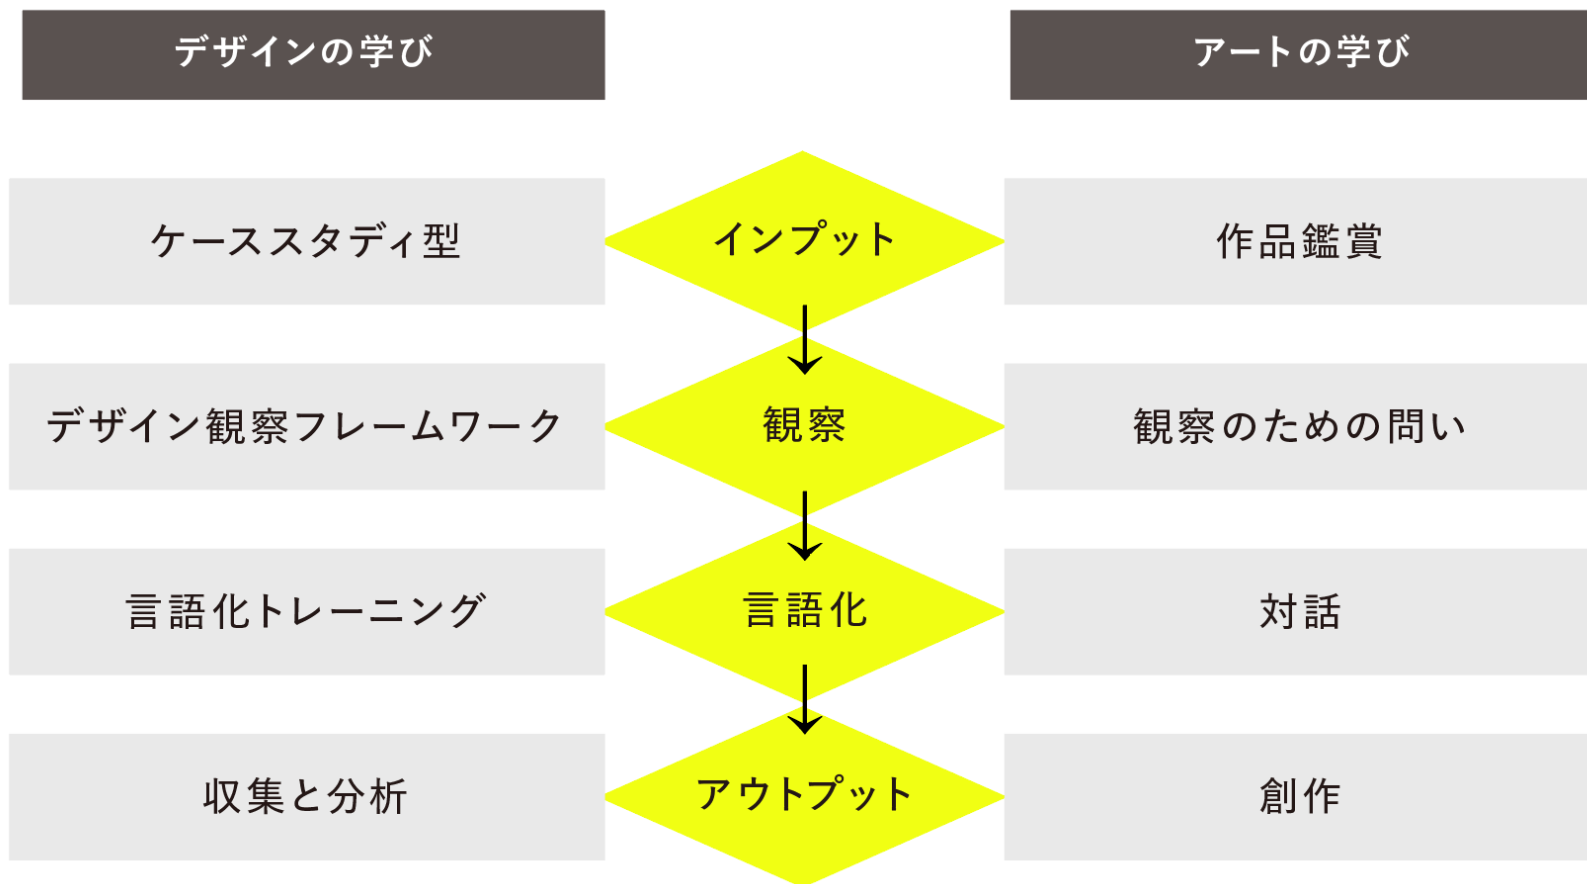 デザインの学び
アートの学び
ケーススタディ型
インプット
作品鑑賞
デザイン観察フレームワーク
観察
観察のための問い
言語化トレーニング
言語化
対話
収集と分析
アウトプット
創作